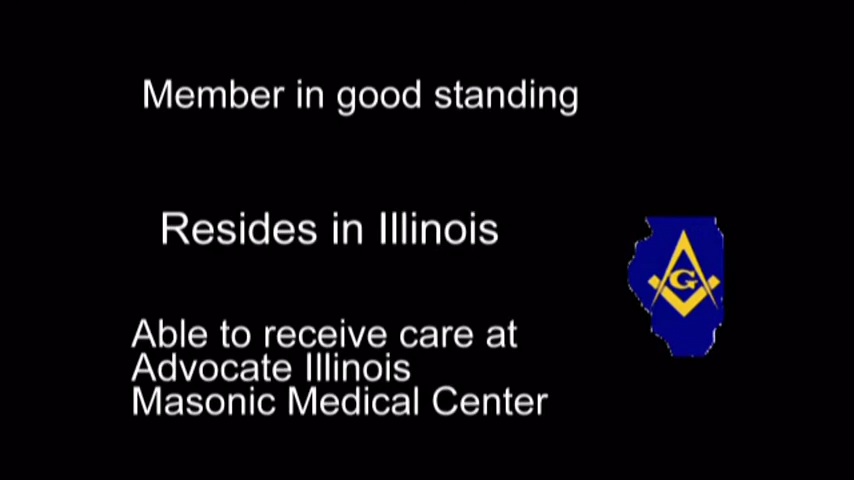 Member in good standing
Resides in Illinois
G
Able to receive care at
Advocate Illinois
Masonic Medical Center